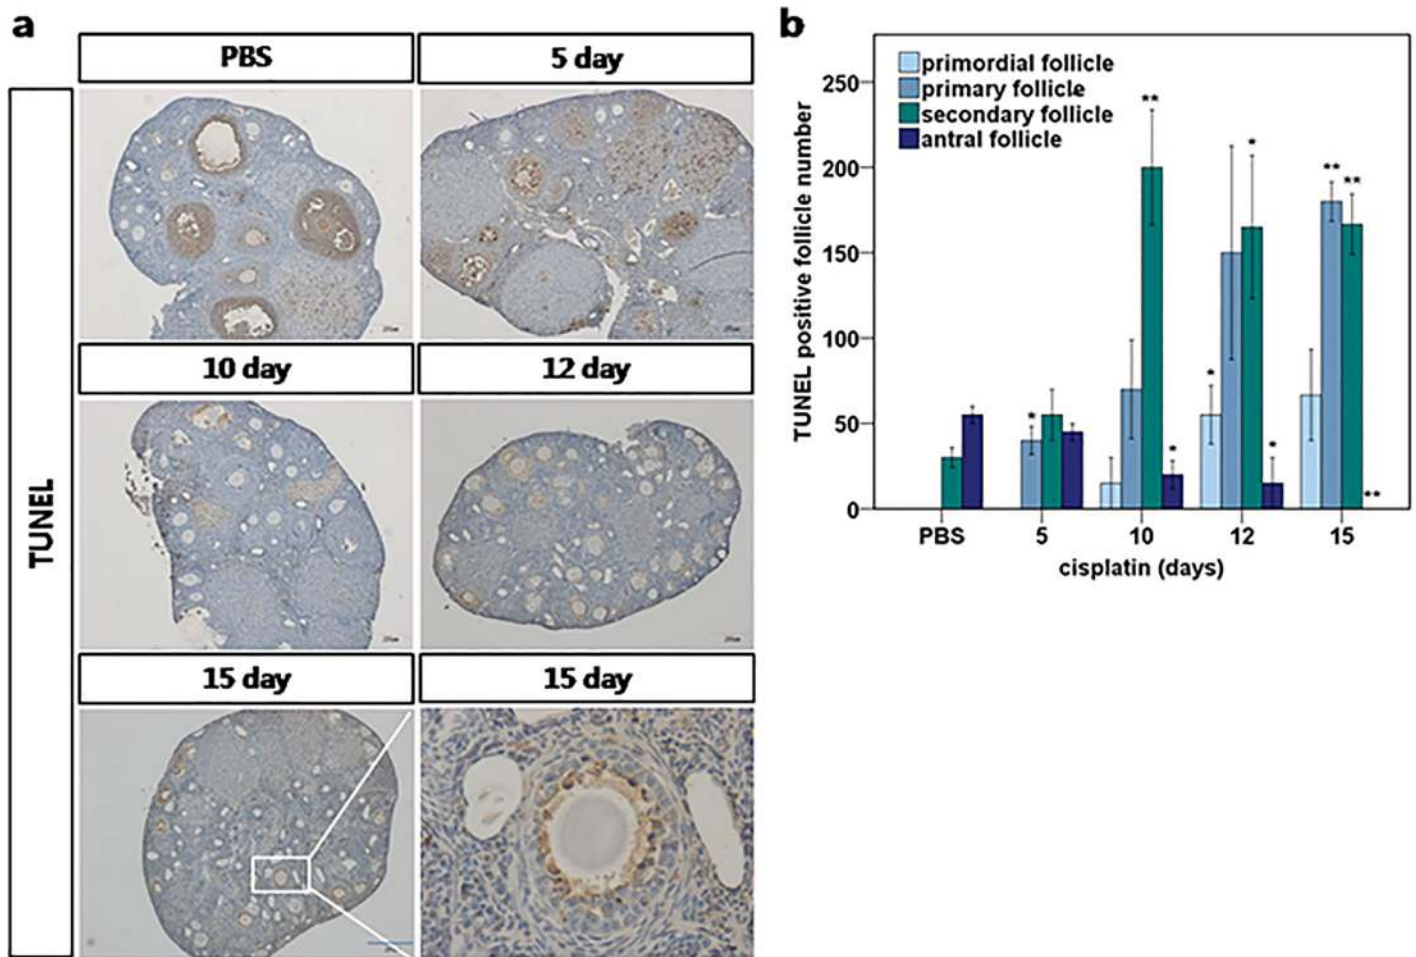 a
PBS
5 day
10 day
12 day
15 day
15 day
TUNEL
b
primordial follicle
primary follicle
secondary follicle
antral follicle
TUNEL positive follicle number
250
200
150
100
50
0
**
*
*
*
*
*
**
**
**
PBS 5 10 12 15
cisplatin (days)